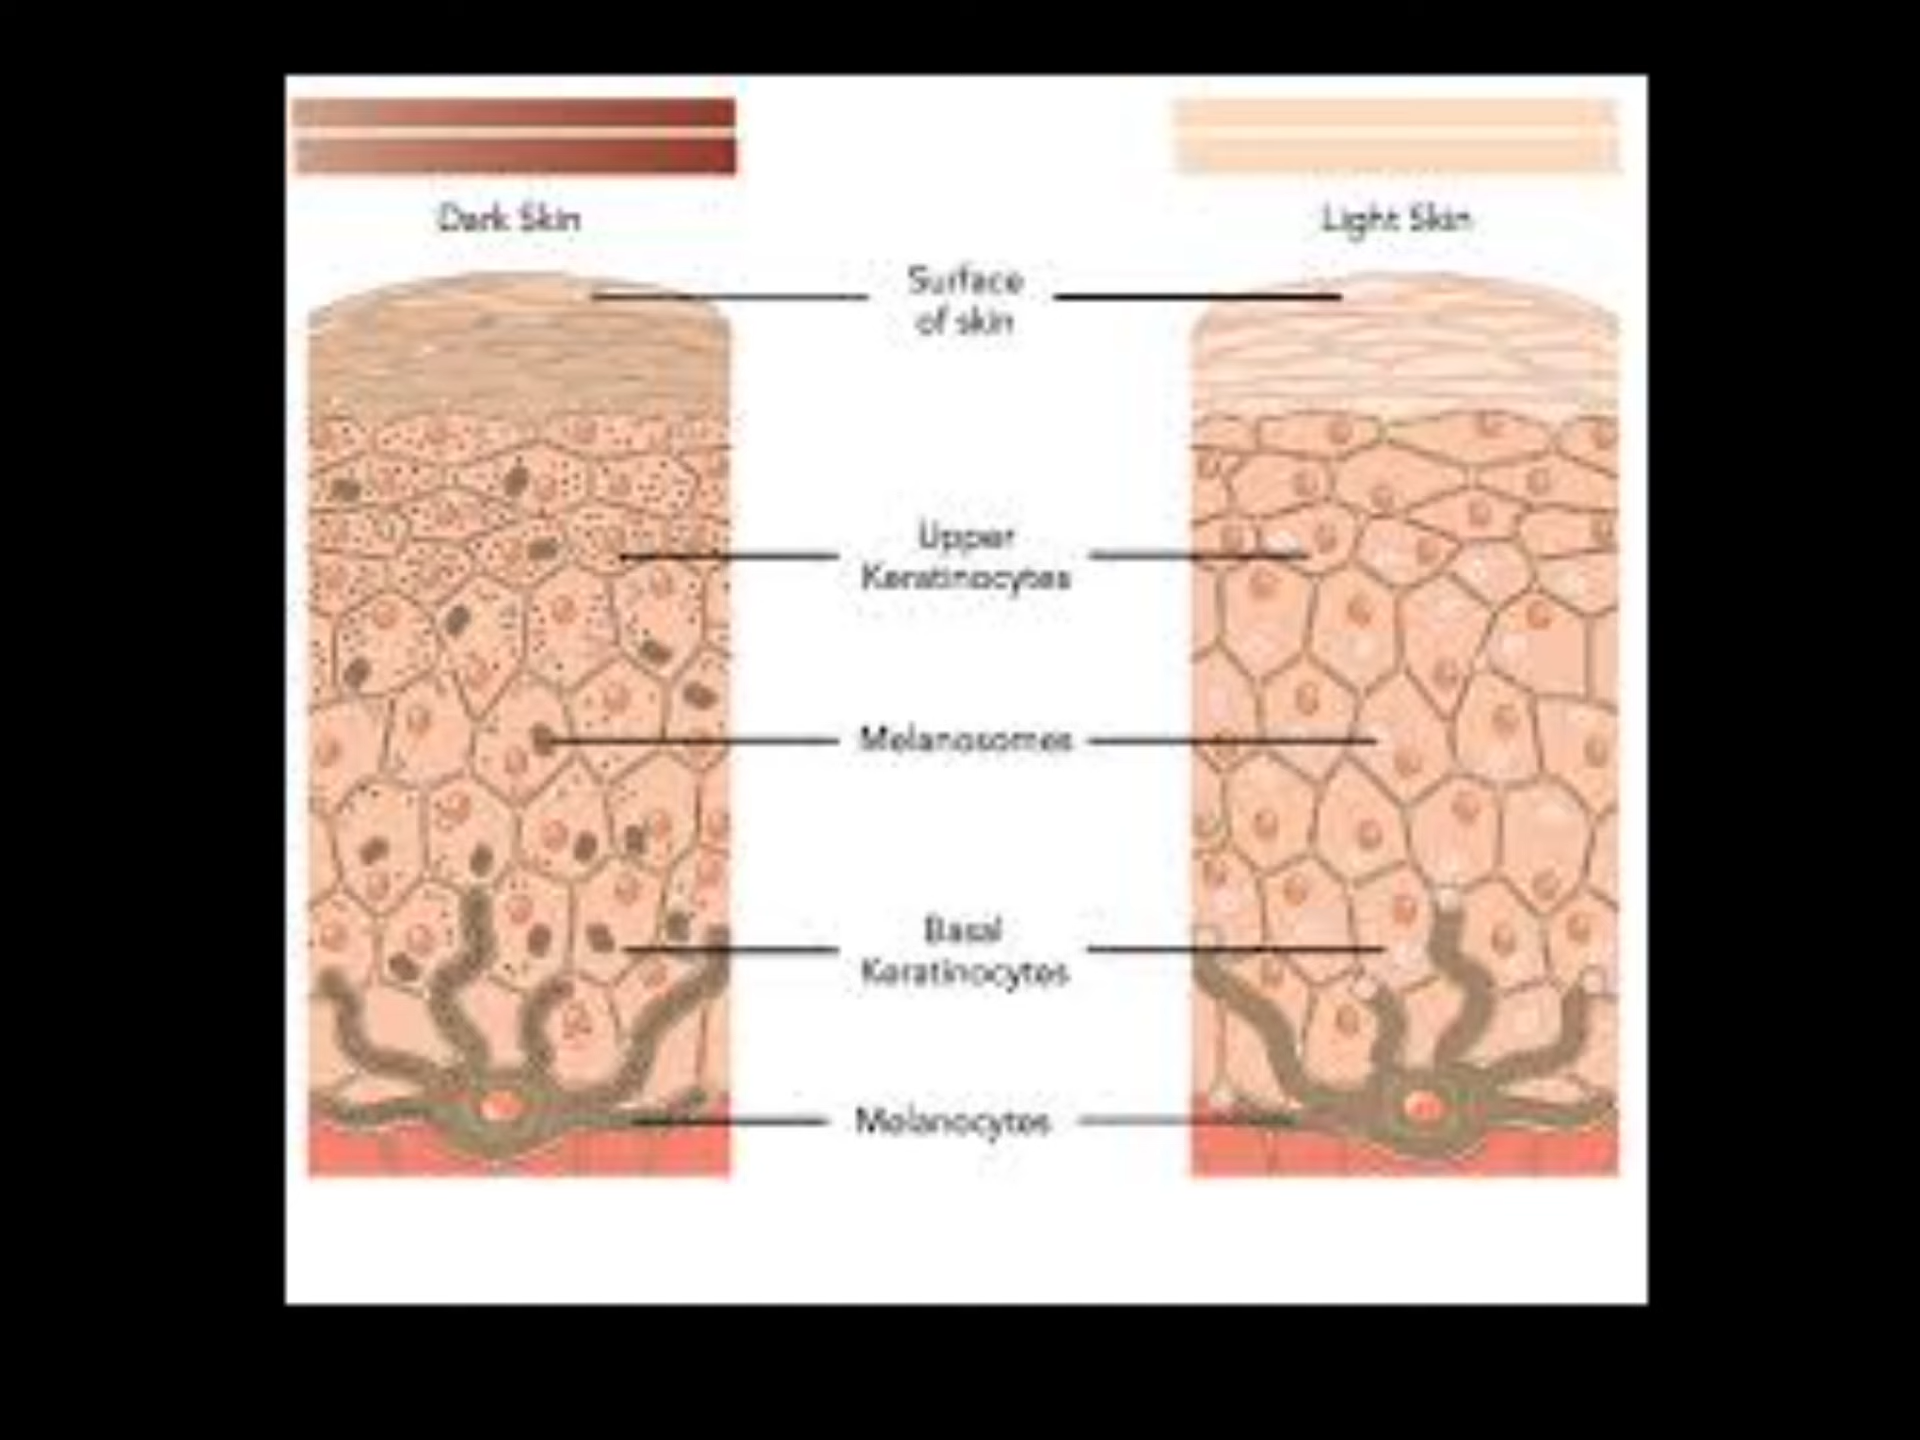 Dark Skin
Light Skin
Surface
of skin
Upper
Keratinocytes
Melanosomes
Basal
Keratinocytes
Melanocytes